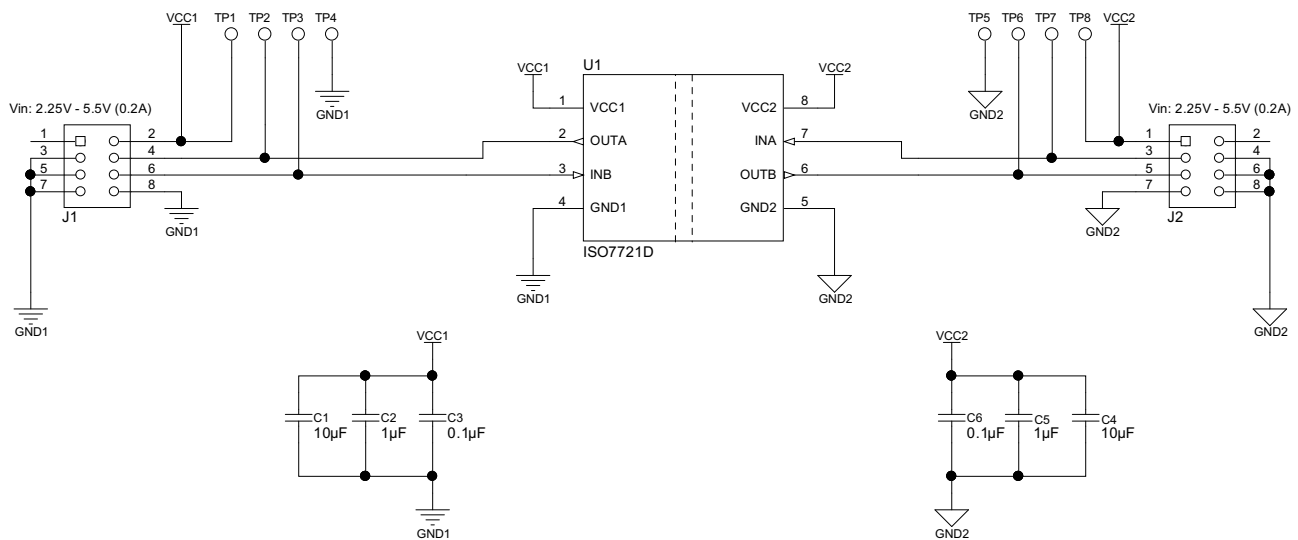 VCC1 TP1 TP2 TP3 TP4 TP5 TP6 TP7 TP8 VCC2
VCC1 U1 VCC2
Vin: 2.25V - 5.5V (0.2A) GND1 GND2 Vin: 2.25V - 5.5V (0.2A)
1 VCC1 VCC2 8
1 2 2 OUTA INA 7 1 2
3 4 3 4
5 6 3 INB OUTB 6 5 6
7 8 4 GND1 GND2 5 7 8
J1 GND1 GND2 J2
ISO7721D
GND1 GND2
GND1 GND2
VCC1 VCC2
C1 C2 C3 C6 C5 C4
10µF 1µF 0.1µF 0.1µF 1µF 10µF
GND1 GND2